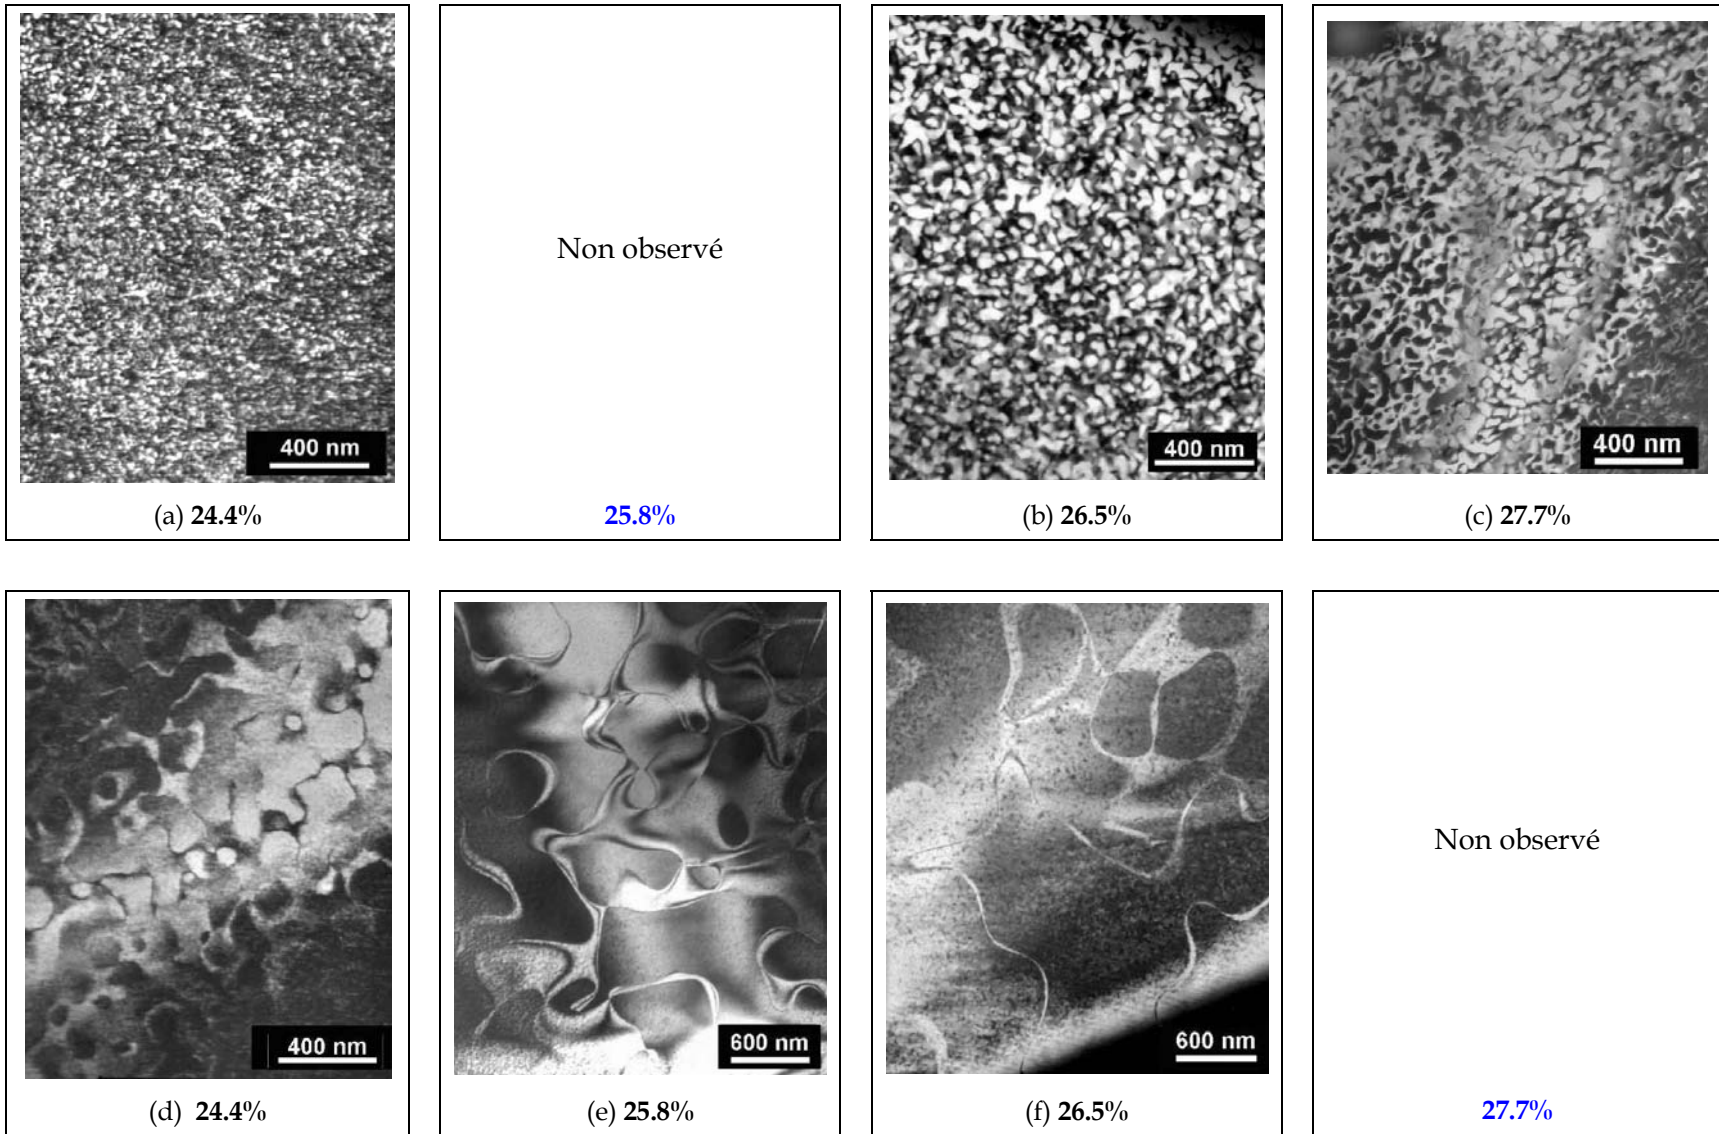 400 nm
(a) 24.4%
Non observé
25.8%
400 nm
(b) 26.5%
400 nm
(c) 27.7%
400 nm
(d) 24.4%
600 nm
(e) 25.8%
600 nm
(f) 26.5%
Non observé
27.7%